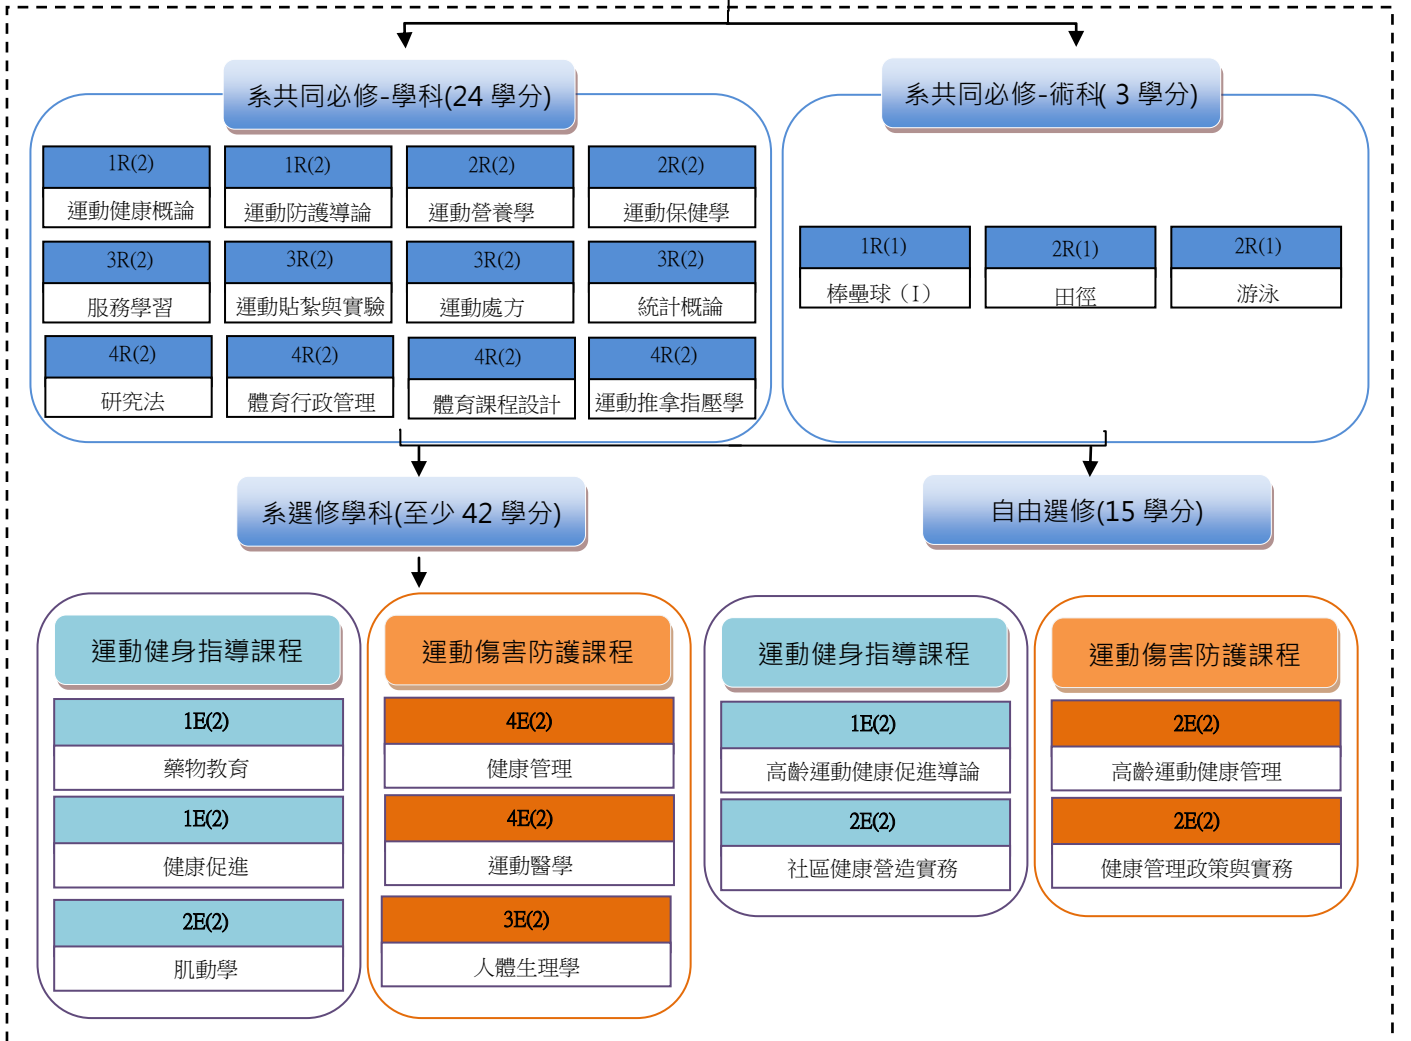 系共同必修-學科(24 學分)
系共同必修-術科( 3 學分)
1R(2)
運動健康概論
1R(2)
運動防護導論
2R(2)
運動營養學
2R(2)
運動保健學
3R(2)
服務學習
3R(2)
運動貼紮與實驗
3R(2)
運動處方
3R(2)
統計概論
4R(2)
研究法
4R(2)
體育行政管理
4R(2)
體育課程設計
4R(2)
運動推拿指壓學
1R(1)
棒壘球（I）
2R(1)
田徑
2R(1)
游泳
系選修學科(至少 42 學分)
自由選修(15 學分)
運動健身指導課程
1E(2)
藥物教育
1E(2)
健康促進
2E(2)
肌動學
運動傷害防護課程
4E(2)
健康管理
4E(2)
運動醫學
3E(2)
人體生理學
運動健身指導課程
1E(2)
高齡運動健康促進導論
2E(2)
社區健康營造實務
運動傷害防護課程
2E(2)
高齡運動健康管理
2E(2)
健康管理政策與實務